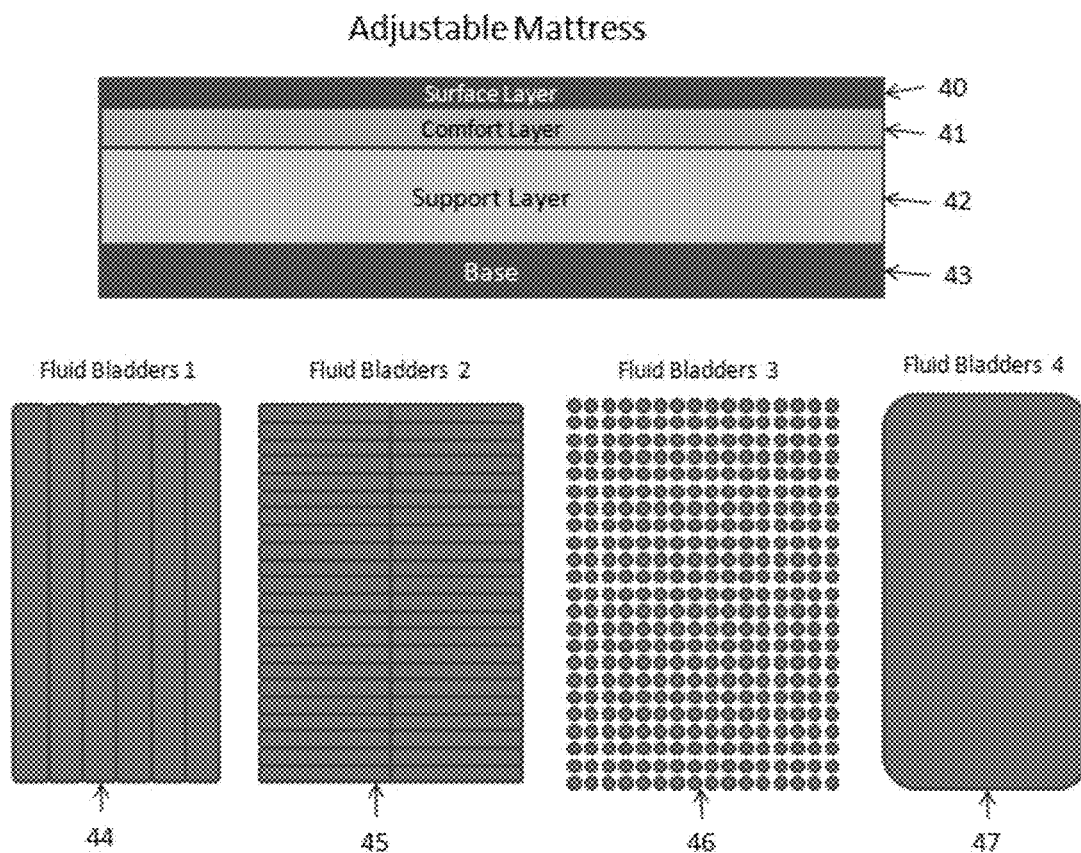 Adjustable Mattress
Surface Layer
40
Comfort Layer
41
Support Layer
42
Base
43
Fluid Bladders 1
Fluid Bladders 2
Fluid Bladders 3
Fluid Bladders 4
44
45
46
47